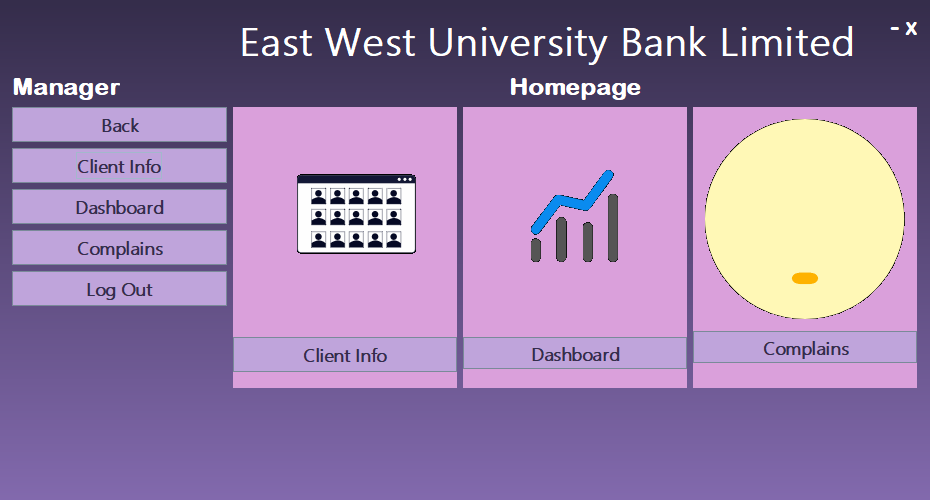 East West University Bank Limited
- x
Manager
Homepage
Back
Client Info
Dashboard
Complains
Log Out
Client Info
Dashboard
Complains